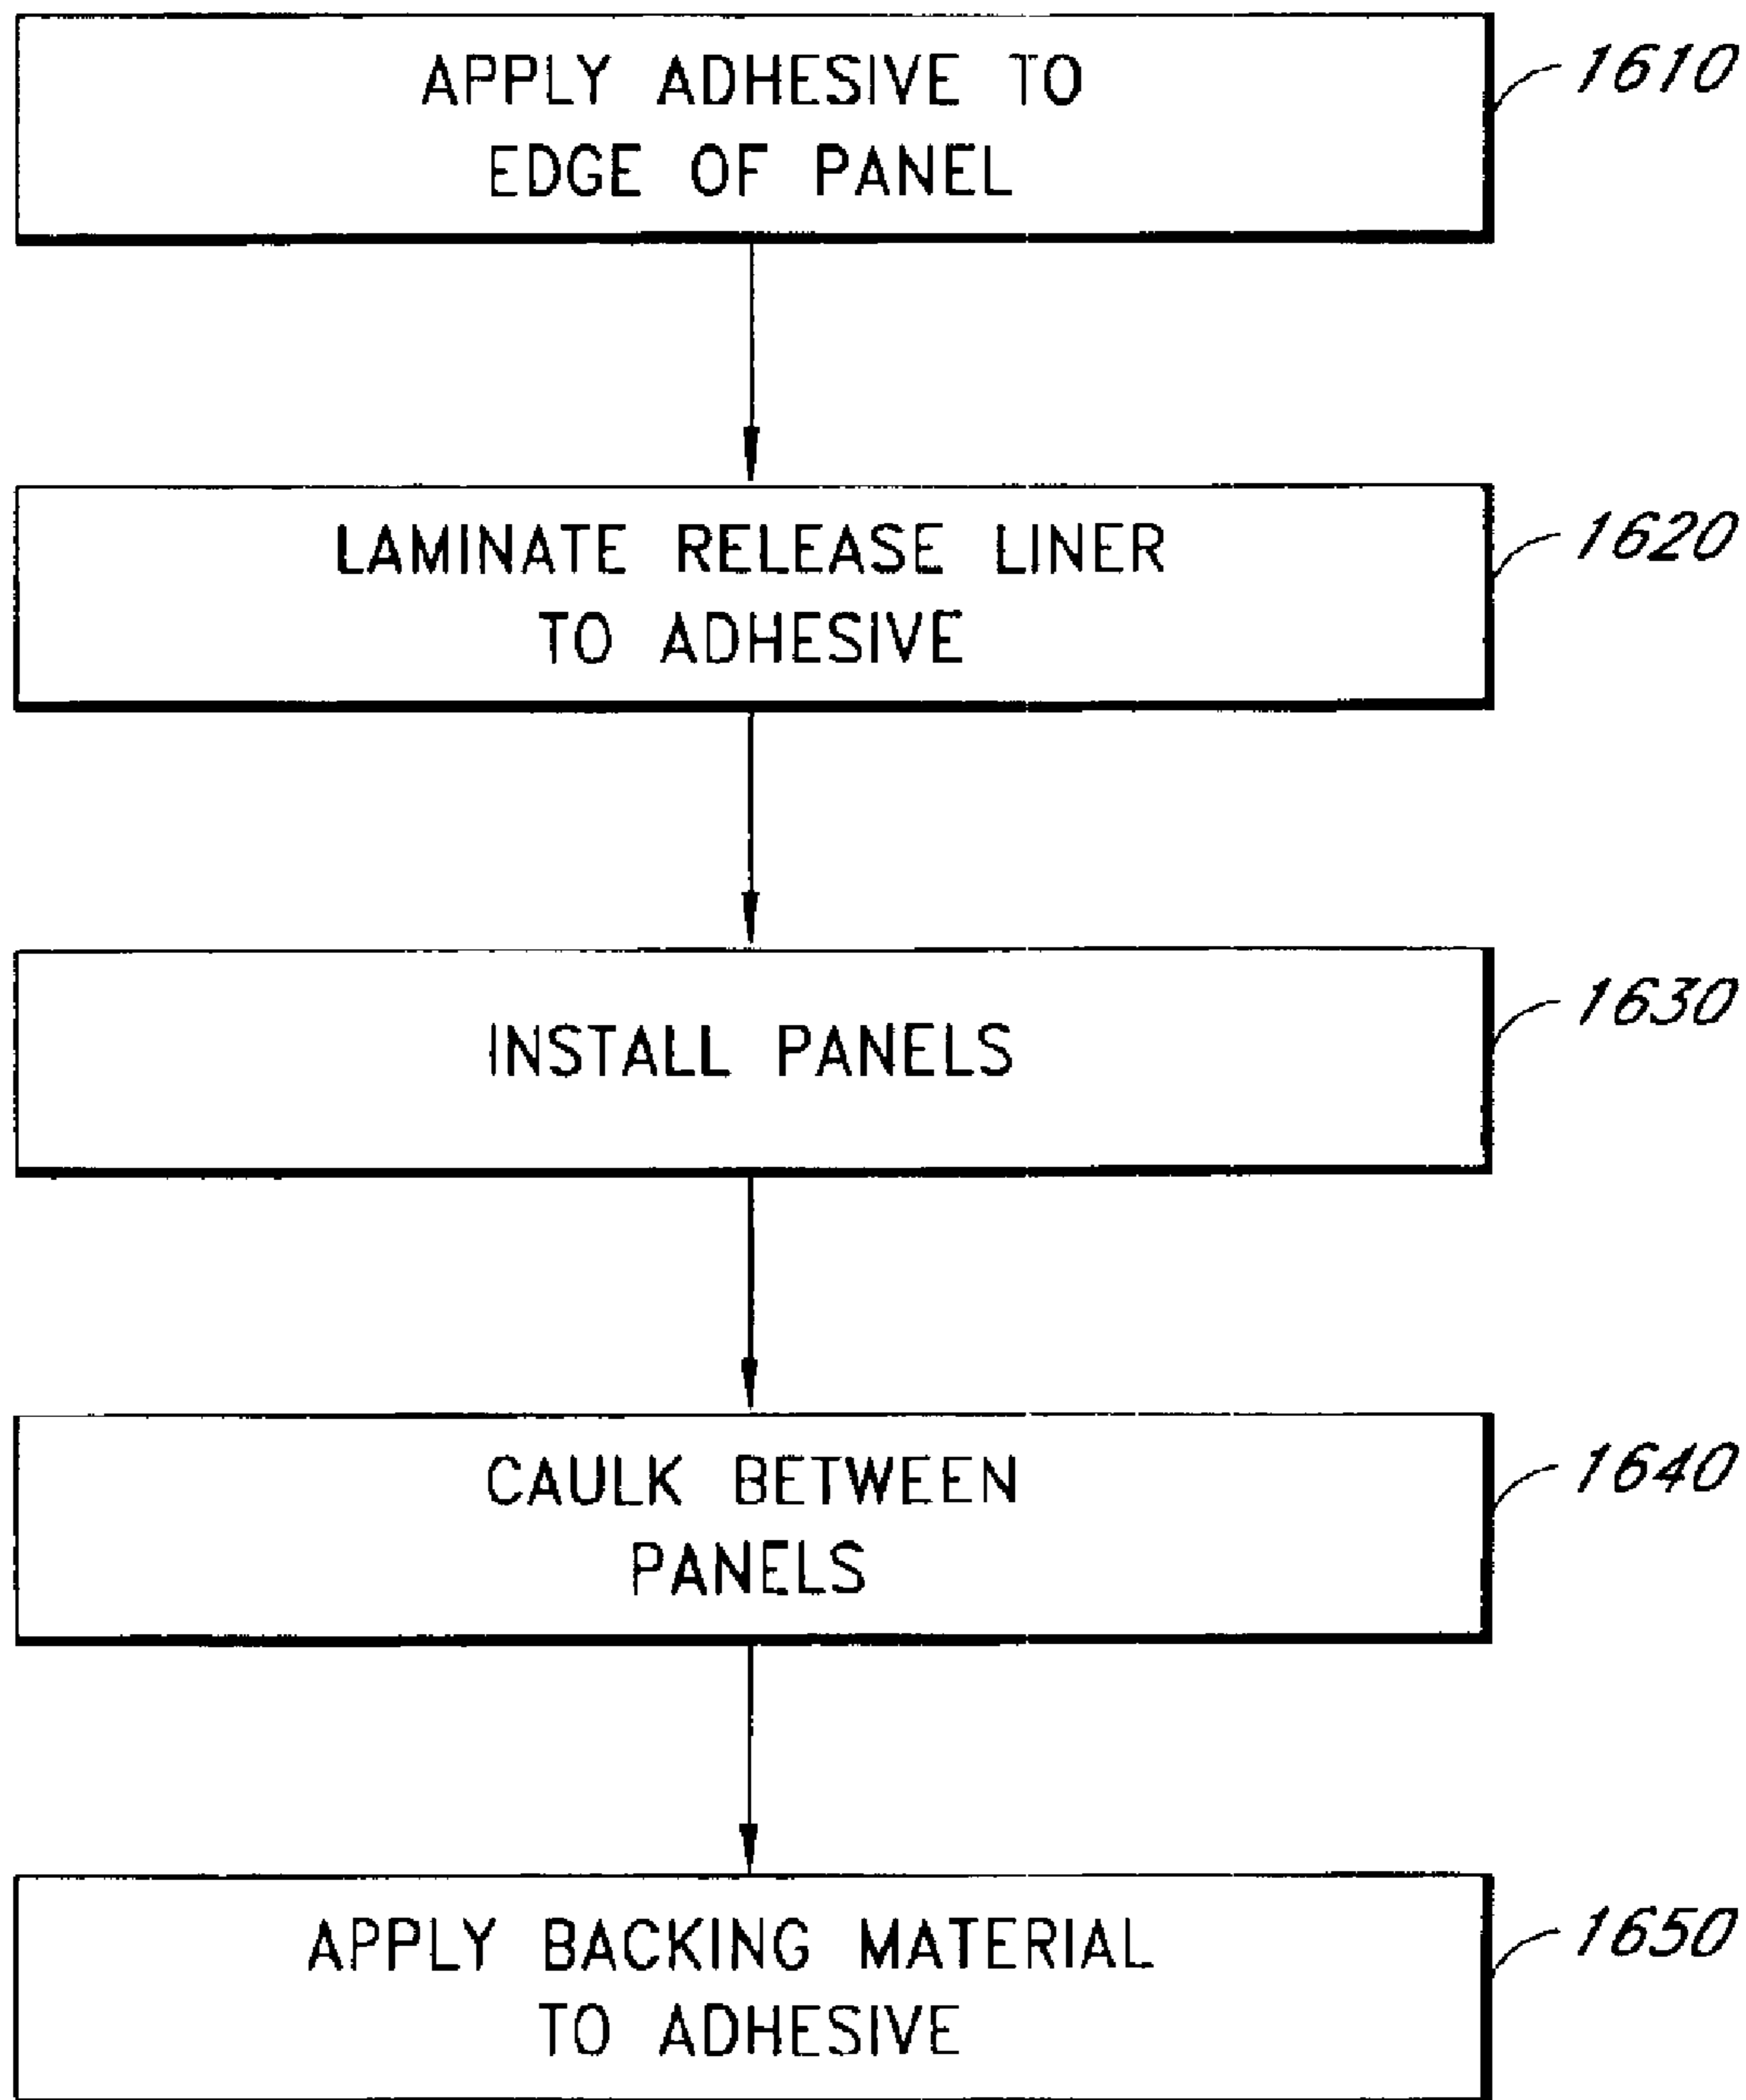 APPLY ADHESIVE TO
EDGE OF PANEL
1610
LAMINATE RELEASE LINER
TO ADHESIVE
1620
INSTALL PANELS
1630
CAULK BETWEEN
PANELS
1640
APPLY BACKING MATERIAL
TO ADHESIVE
1650